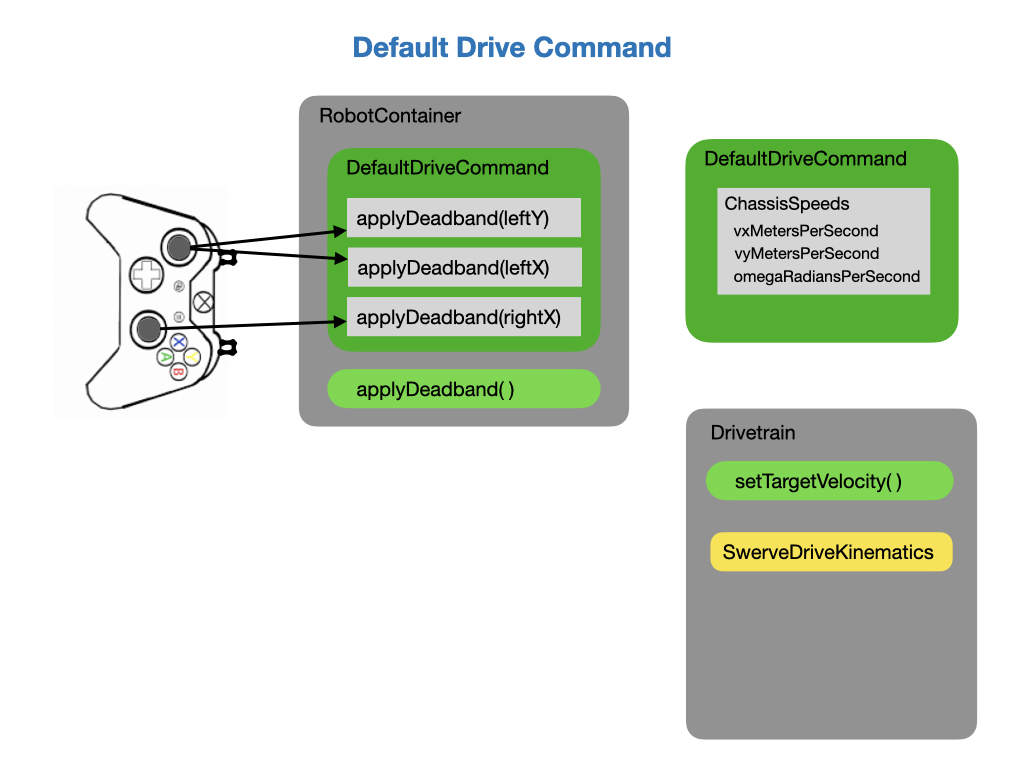 Default Drive Command
RobotContainer
DefaultDriveCommand
applyDeadband(leftY)
applyDeadband(leftX)
applyDeadband(rightX)
applyDeadband( )
X
Y
A
B
DefaultDriveCommand
ChassisSpeeds
vxMetersPerSecond
vyMetersPerSecond
omegaRadiansPerSecond
Drivetrain
setTargetVelocity( )
SwerveDriveKinematics